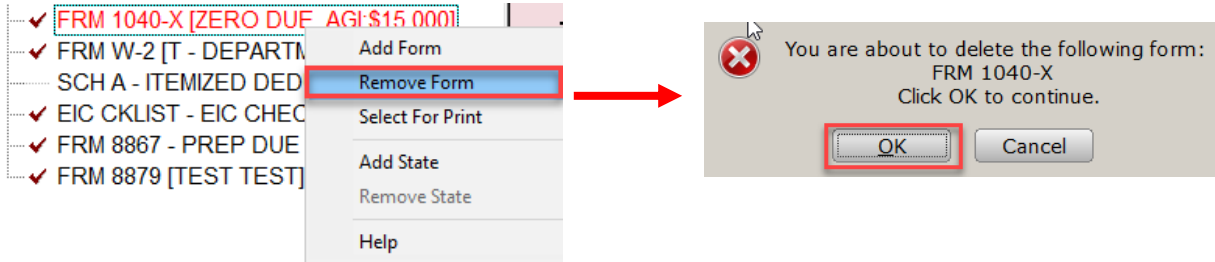 FRM 1040-X [ZERO DUE AGI:$15,000]
FRM W-2 [T - DEPARTM
SCH A - ITEMIZED DED
EIC CKLIST - EIC CHEC
FRM 8867 - PREP DUE
FRM 8879 [TEST TEST]
Add Form
Remove Form
Select For Print
Add State
Remove State
Help
You are about to delete the following form:
FRM 1040-X
Click OK to continue.
OK
Cancel